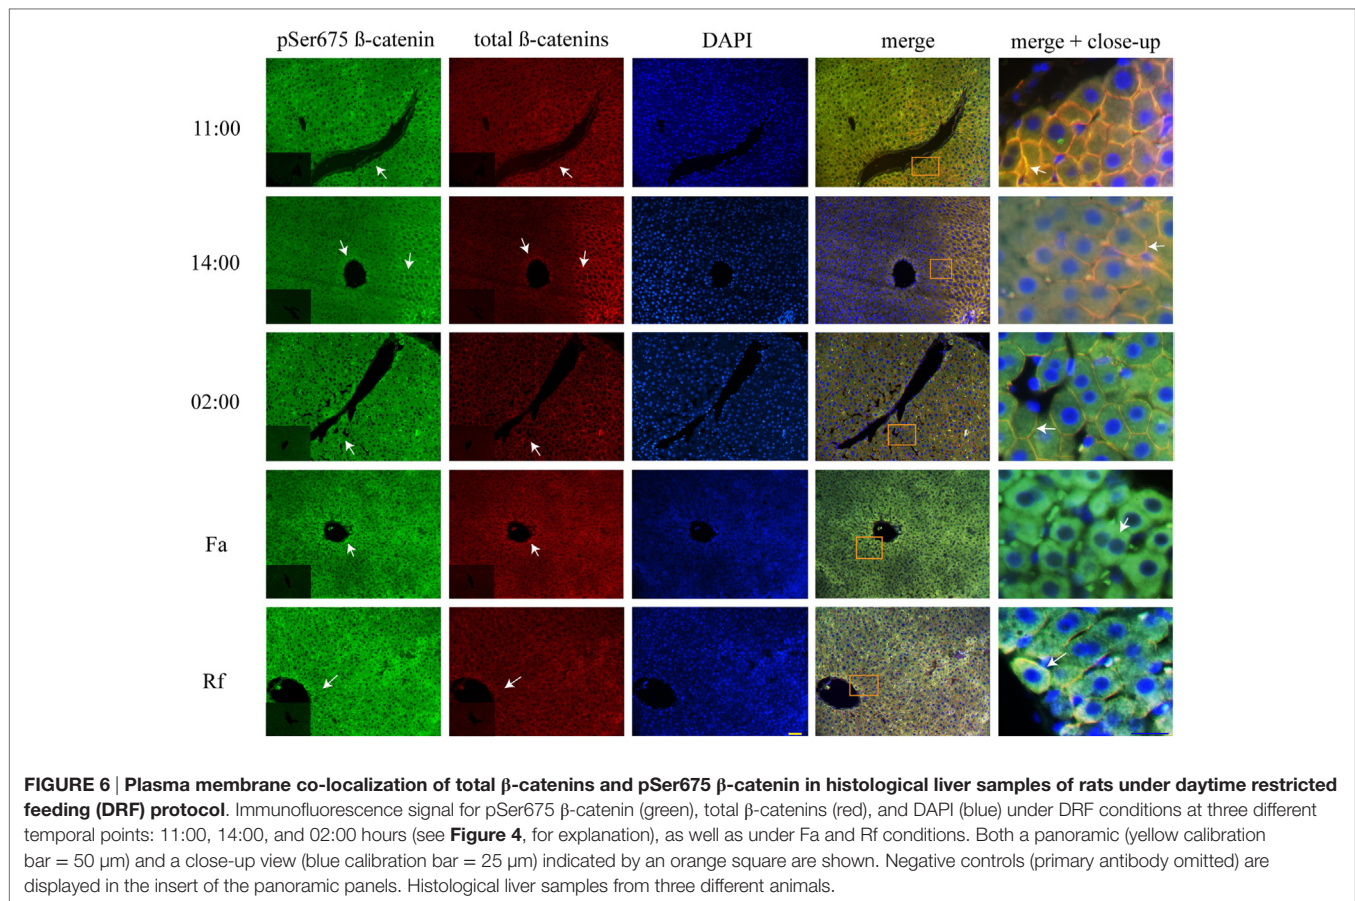 pSer675 ß-catenin total ß-catenins DAPI merge merge + close-up
11:00
14:00
02:00
Fa
Rf
FIGURE 6 | Plasma membrane co-localization of total β-catenins and pSer675 β-catenin in histological liver samples of rats under daytime restricted
feeding (DRF) protocol. Immunofluorescence signal for pSer675 β-catenin (green), total β-catenins (red), and DAPI (blue) under DRF conditions at three different
temporal points: 11:00, 14:00, and 02:00 hours (see Figure 4, for explanation), as well as under Fa and Rf conditions. Both a panoramic (yellow calibration
bar = 50 μm) and a close-up view (blue calibration bar = 25 μm) indicated by an orange square are shown. Negative controls (primary antibody omitted) are
displayed in the insert of the panoramic panels. Histological liver samples from three different animals.